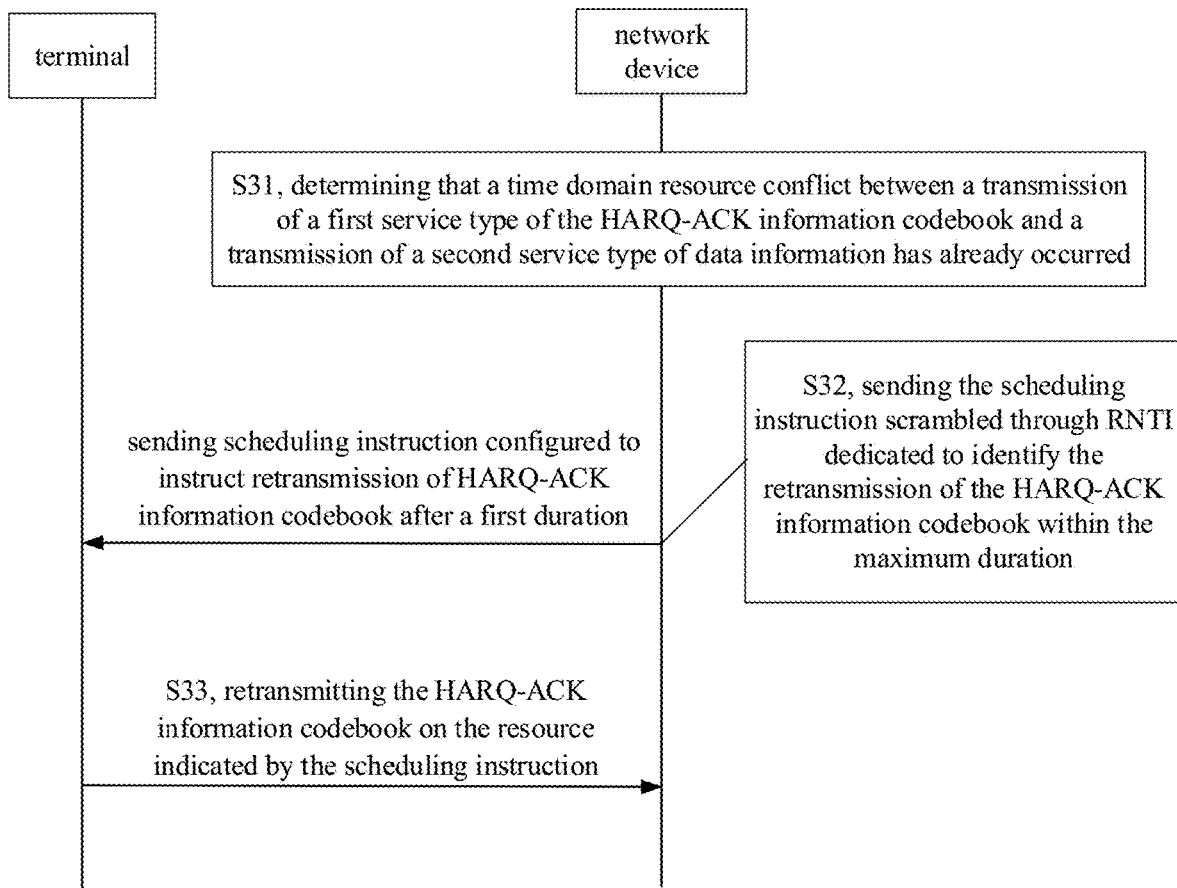 terminal
network
device
S31, determining that a time domain resource conflict between a transmission
of a first service type of the HARQ-ACK information codebook and a
transmission of a second service type of data information has already occurred
S32, sending the scheduling
instruction scrambled through RNTI
dedicated to identify the
retransmission of the HARQ-ACK
information codebook within the
maximum duration
sending scheduling instruction configured to
instruct retransmission of HARQ-ACK
information codebook after a first duration
S33, retransmitting the HARQ-ACK
information codebook on the resource
indicated by the scheduling instruction